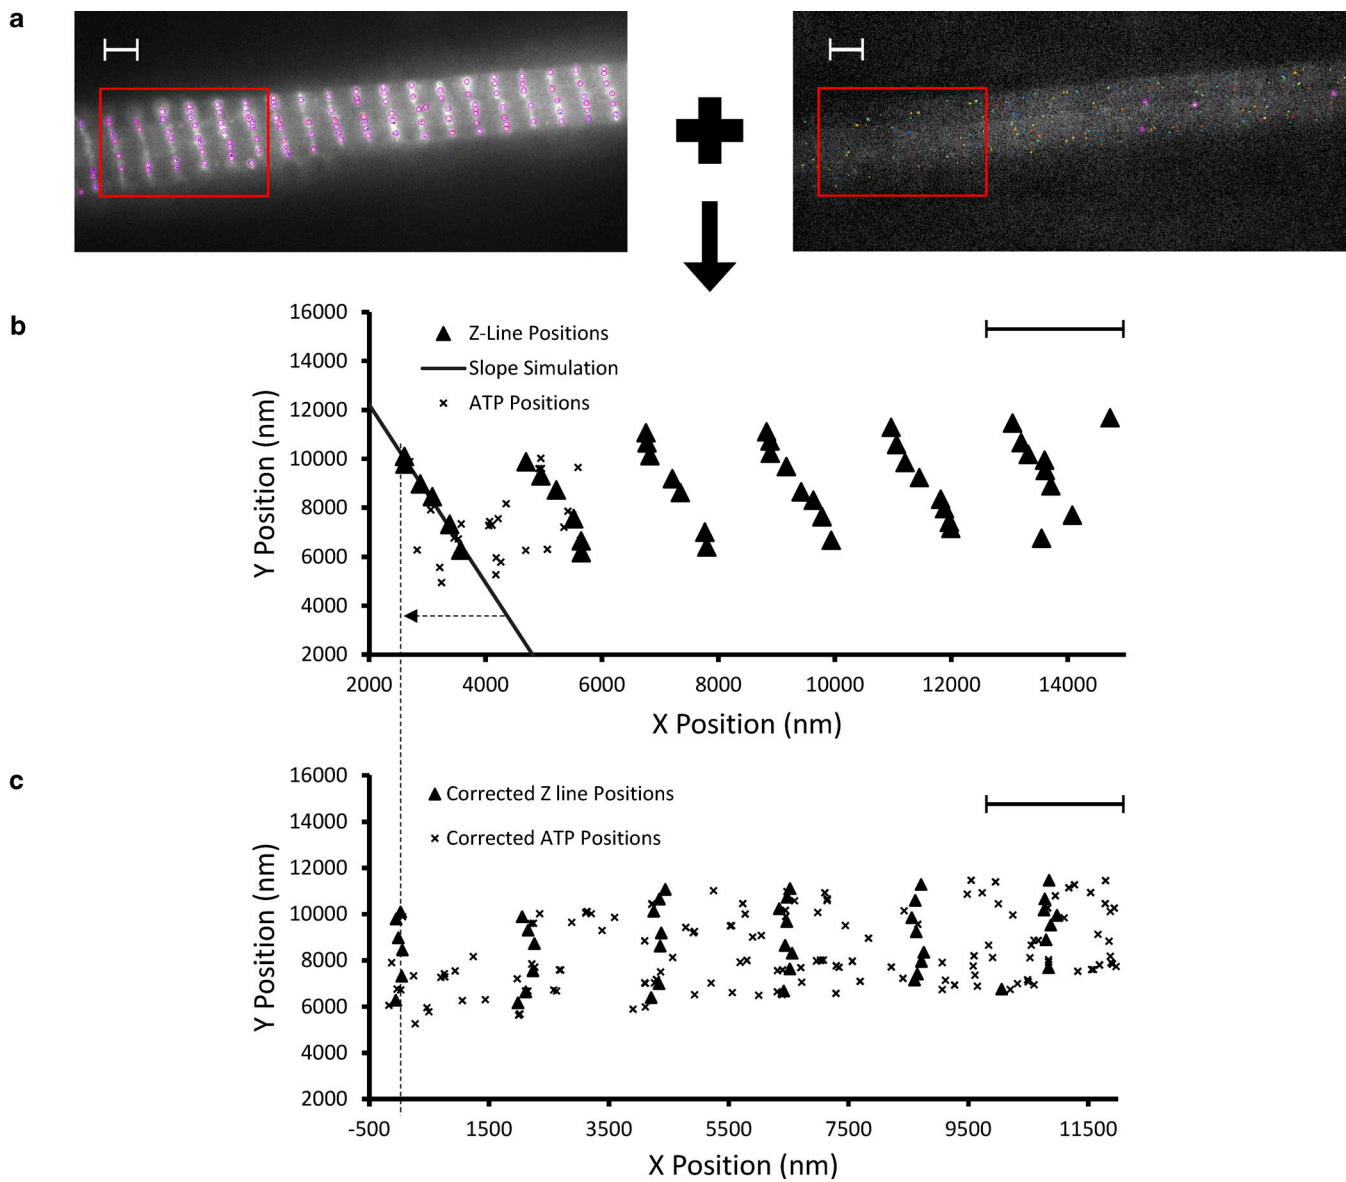 a
b
16000
14000
12000
10000
8000
6000
4000
2000
Y Position (nm)
Z-Line Positions
Slope Simulation
ATP Positions
2000 4000 6000 8000 10000 12000 14000
X Position (nm)
c
16000
14000
12000
10000
8000
6000
4000
2000
Y Position (nm)
Corrected Z line Positions
Corrected ATP Positions
-500 1500 3500 5500 7500 9500 11500
X Position (nm)